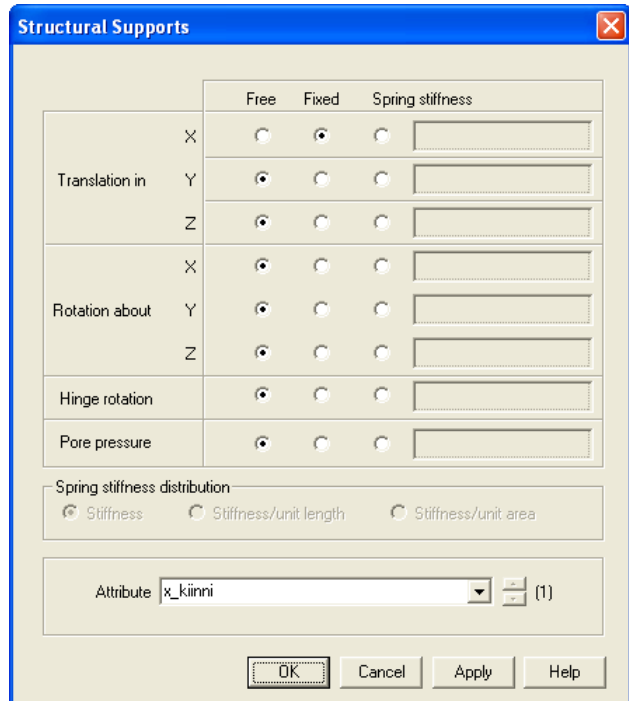 Structural Supports
Free Fixed Spring stiffness
X
Translation in Y
Z
X
Rotation about Y
Z
Hinge rotation
Pore pressure
Spring stiffness distribution
Stiffness Stiffness/unit length Stiffness/unit area
Attribute x_kiinni (1)
OK Cancel Apply Help